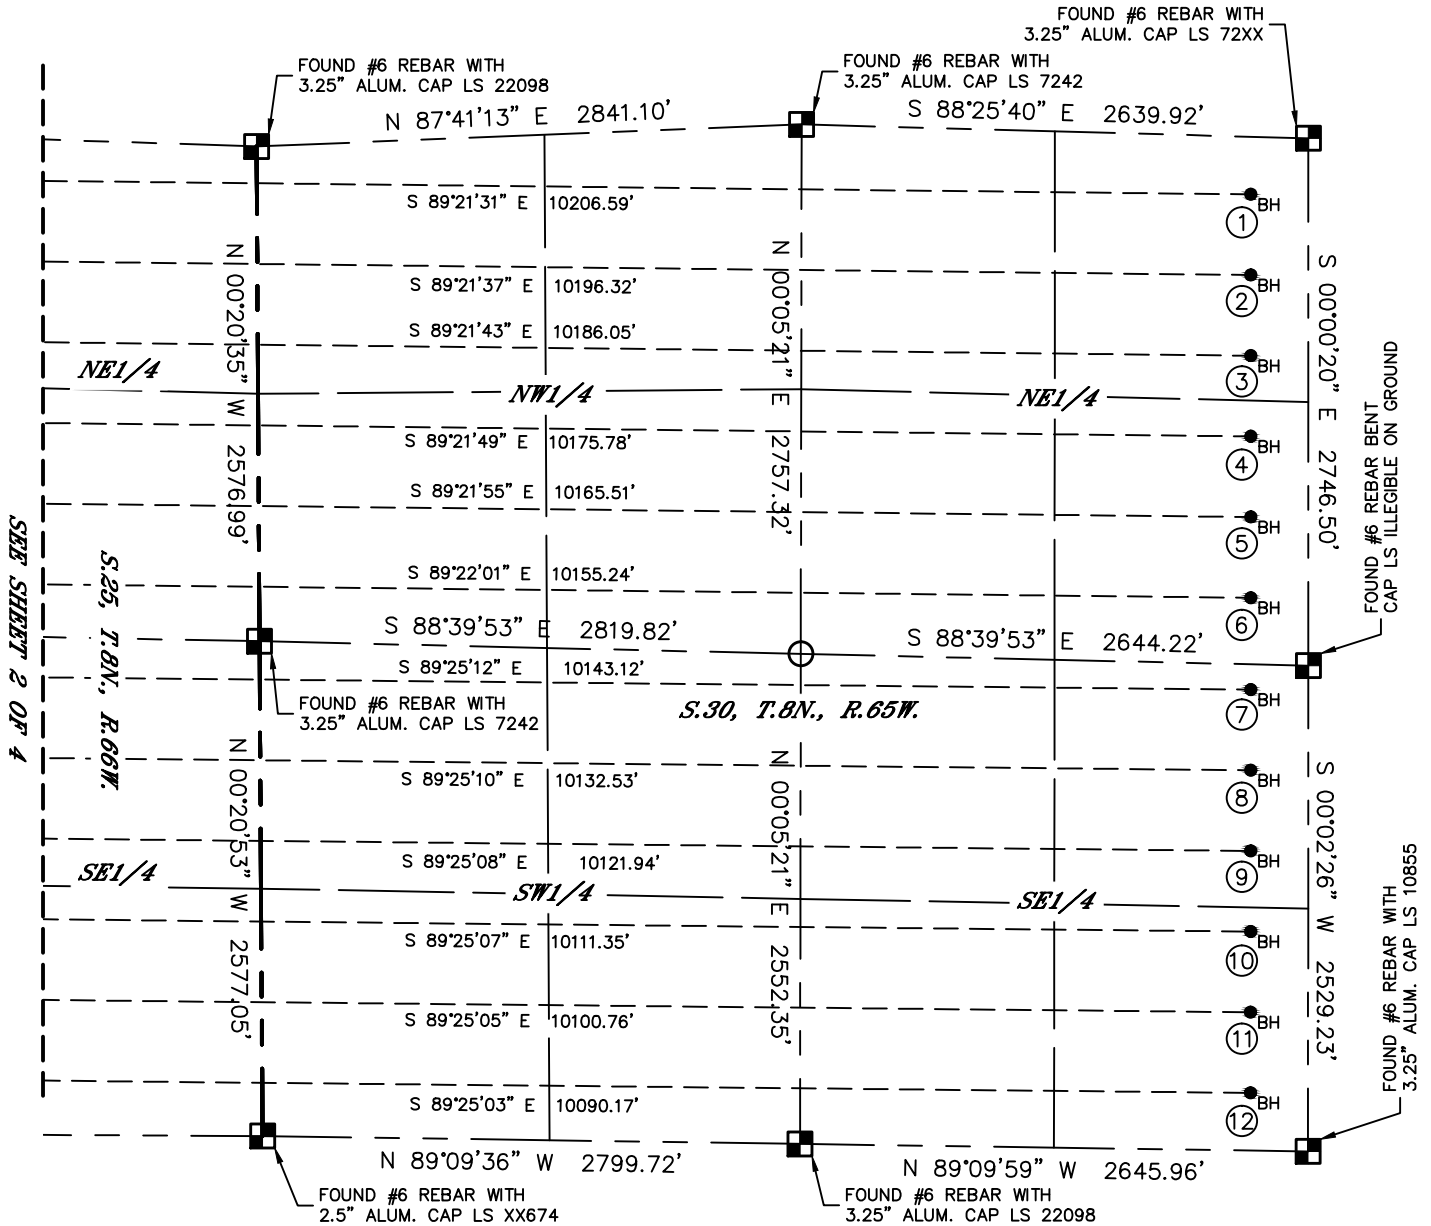 FOUND #6 REBAR WITH
3.25" ALUM. CAP LS 72XX
FOUND #6 REBAR WITH
3.25" ALUM. CAP LS 22098
FOUND #6 REBAR WITH
3.25" ALUM. CAP LS 7242
N 87°41'13" E 2841.10'
S 88°25'40" E 2639.92'
S 89°21'31" E 10206.59'
BH
1
S 89°21'37" E 10196.32'
BH
2
S 89°21'43" E 10186.05'
BH
3
NE1/4
NW1/4
NE1/4
S 89°21'49" E 10175.78'
BH
4
S 89°21'55" E 10165.51'
BH
5
S 89°22'01" E 10155.24'
BH
6
N 00°20'35" W 2576.99'
N 00°05'21" E 2757.32'
S 00°00'20" E 2746.50'
FOUND #6 REBAR BENT
CAP LS ILLEGIBLE ON GROUND
SEE SHEET 2 OF 4
S.25, T.8N., R.66W.
S 88°39'53" E 2819.82'
S 88°39'53" E 2644.22'
S 89°25'12" E 10143.12'
BH
7
FOUND #6 REBAR WITH
3.25" ALUM. CAP LS 7242
S.30, T.8N., R.65W.
S 89°25'10" E 10132.53'
BH
8
S 89°25'08" E 10121.94'
BH
9
SE1/4
SW1/4
SE1/4
S 89°25'07" E 10111.35'
BH
10
S 89°25'05" E 10100.76'
BH
11
S 89°25'03" E 10090.17'
BH
12
N 00°20'53" W 2577.05'
N 00°05'21" E 2552.35'
S 00°02'26" W 2529.23'
FOUND #6 REBAR WITH
3.25" ALUM. CAP LS 10855
N 89°09'36" W 2799.72'
N 89°09'59" W 2645.96'
FOUND #6 REBAR WITH
2.5" ALUM. CAP LS XX674
FOUND #6 REBAR WITH
3.25" ALUM. CAP LS 22098